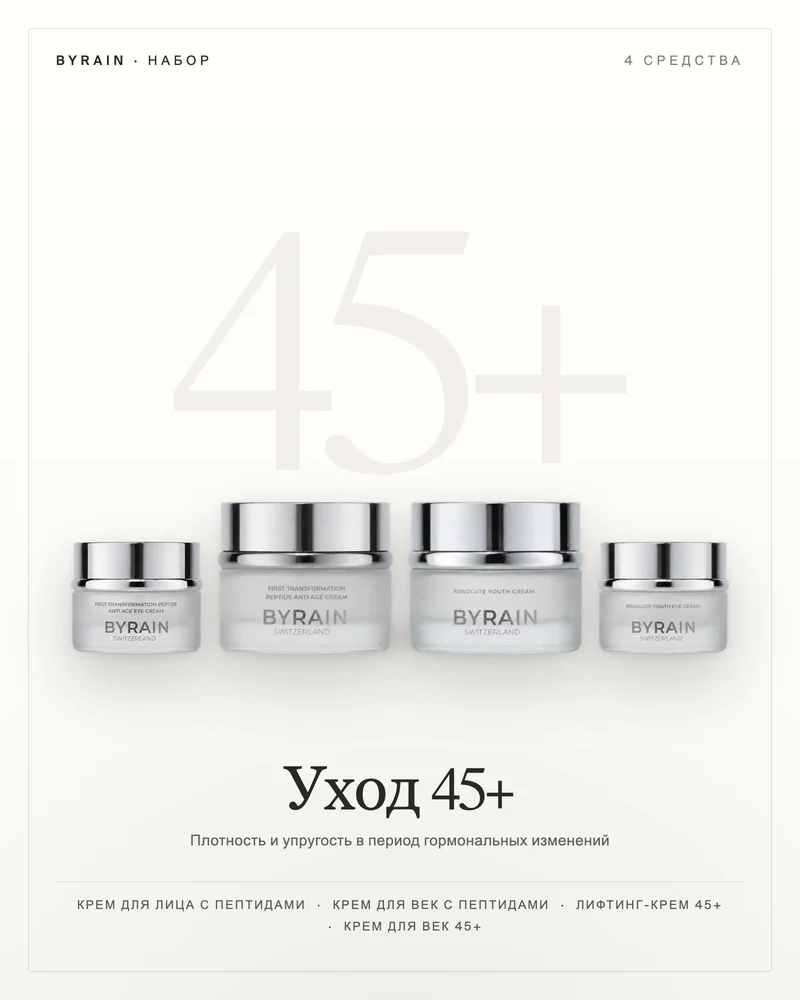 BYRAIN · НАБОР
4 СРЕДСТВА
45+
FIRST TRANSFORMATION PEPTIDE
ANTI AGE EYE CREAM
BYRAIN
SWITZERLAND
FIRST TRANSFORMATION
PEPTIDE ANTI AGE CREAM
BYRAIN
SWITZERLAND
ABSOLUTE YOUTH CREAM
BYRAIN
SWITZERLAND
ABSOLUTE YOUTH EYE CREAM
BYRAIN
SWITZERLAND
Уход 45+
Плотность и упругость в период гормональных изменений
КРЕМ ДЛЯ ЛИЦА С ПЕПТИДАМИ · КРЕМ ДЛЯ ВЕК С ПЕПТИДАМИ · ЛИФТИНГ-КРЕМ 45+
· КРЕМ ДЛЯ ВЕК 45+